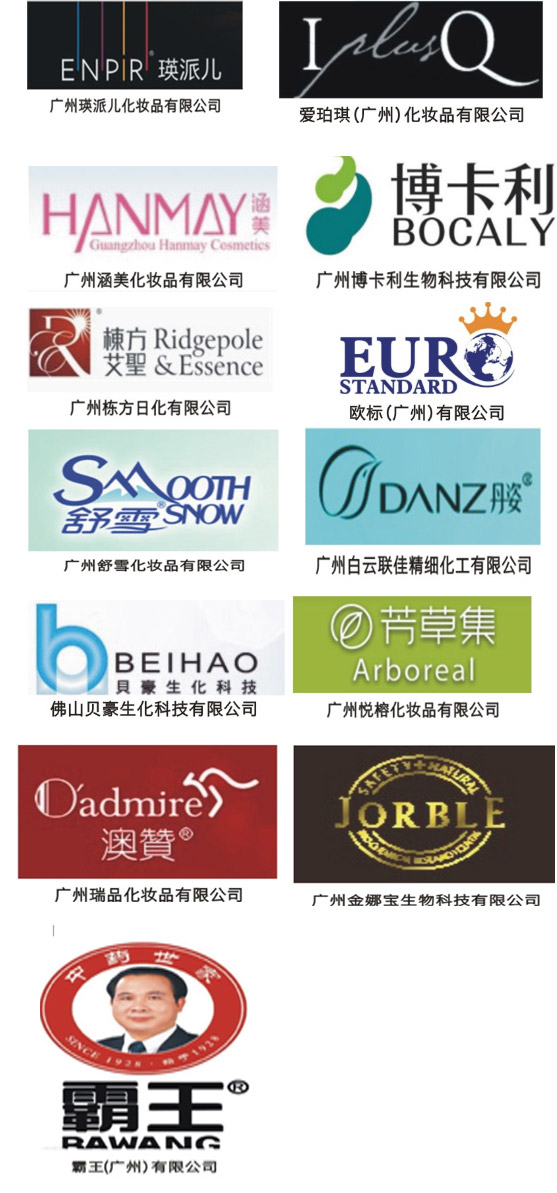 ENPIR® 瑛派儿
广州瑛派儿化妆品有限公司
I plus Q
爱珀琪(广州)化妆品有限公司
HANMAY 涵美
Guangzhou Hanmay Cosmetics
广州涵美化妆品有限公司
博卡利
BOCALY
广州博卡利生物科技有限公司
®
棟方 Ridgepole
艾聖 & Essence
广州栋方日化有限公司
EURO
STANDARD
欧标(广州)有限公司
SMOOTH
舒雪® SNOW
广州舒雪化妆品有限公司
DANZ 丹姿
广州白云联佳精细化工有限公司
b BEIHAO
貝豪生化科技
佛山贝豪生化科技有限公司
芳草集
Arboreal
广州悦榕化妆品有限公司
D'admire
澳贊®
广州瑞品化妆品有限公司
SAFETY+NATURAL
JORBLE
广州金娜宝生物科技有限公司
中药世家
SINCE 1928 · 始于1928
霸王®
BAWANG
霸王(广州)有限公司